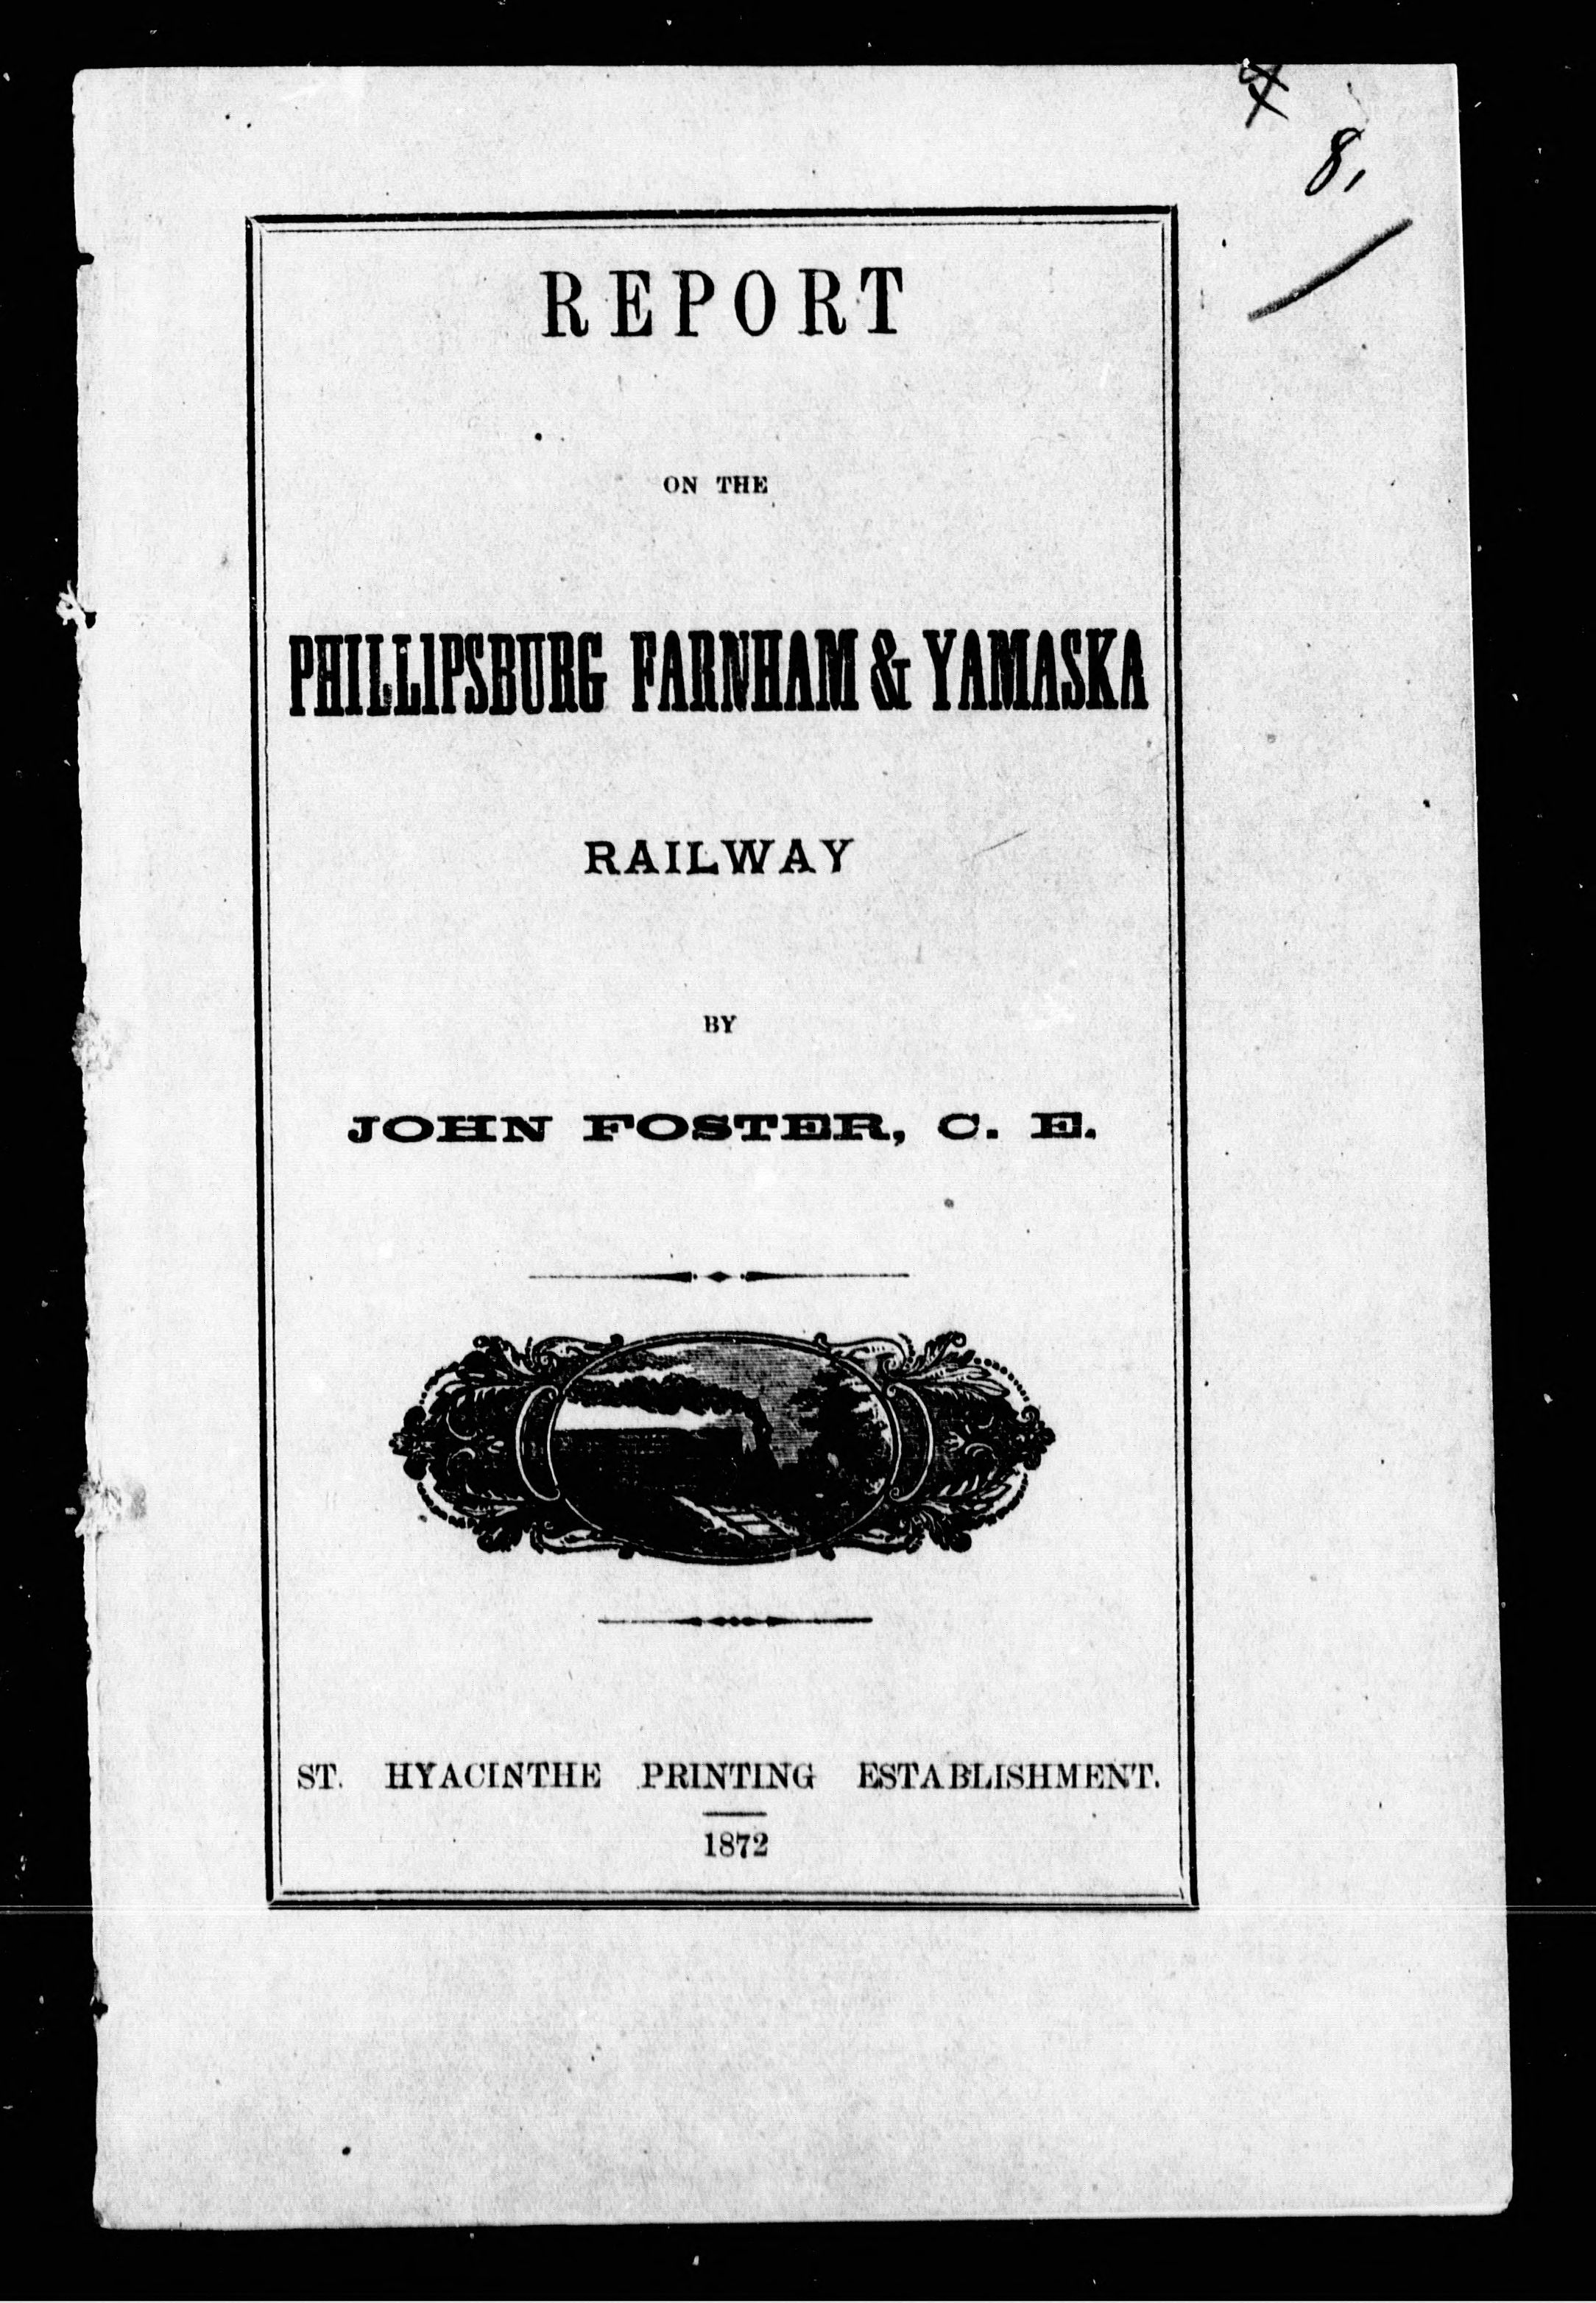 8,
REPORT
ON THE
PHILLIPSBURG FARNHAM & YAMASKA
RAILWAY
BY
JOHN FOSTER, C. E.
ST. HYACINTHE PRINTING ESTABLISHMENT.
1872